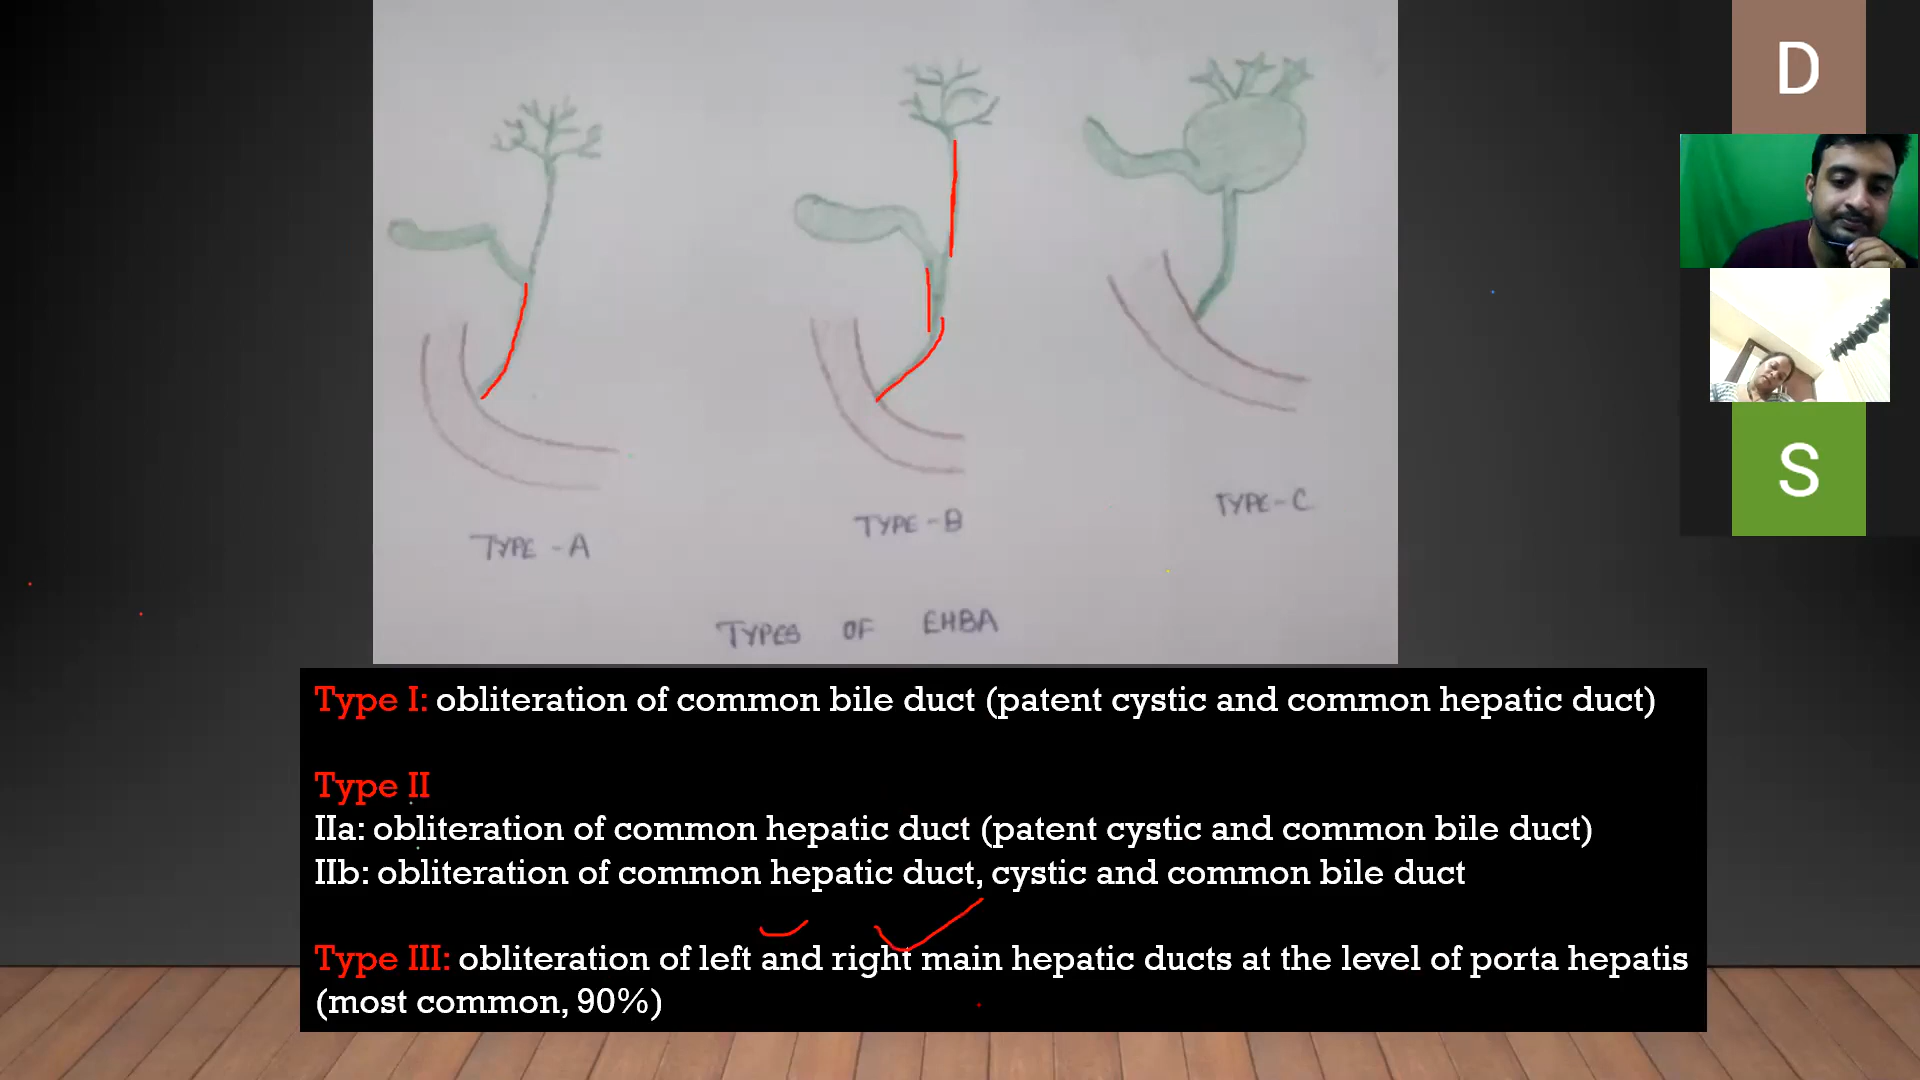 D
S
TYPE - A
TYPE - B
TYPE - C
TYPES OF EHBA
Type I: obliteration of common bile duct (patent cystic and common hepatic duct)
Type II
IIa: obliteration of common hepatic duct (patent cystic and common bile duct)
IIb: obliteration of common hepatic duct, cystic and common bile duct
Type III: obliteration of left and right main hepatic ducts at the level of porta hepatis
(most common, 90%)